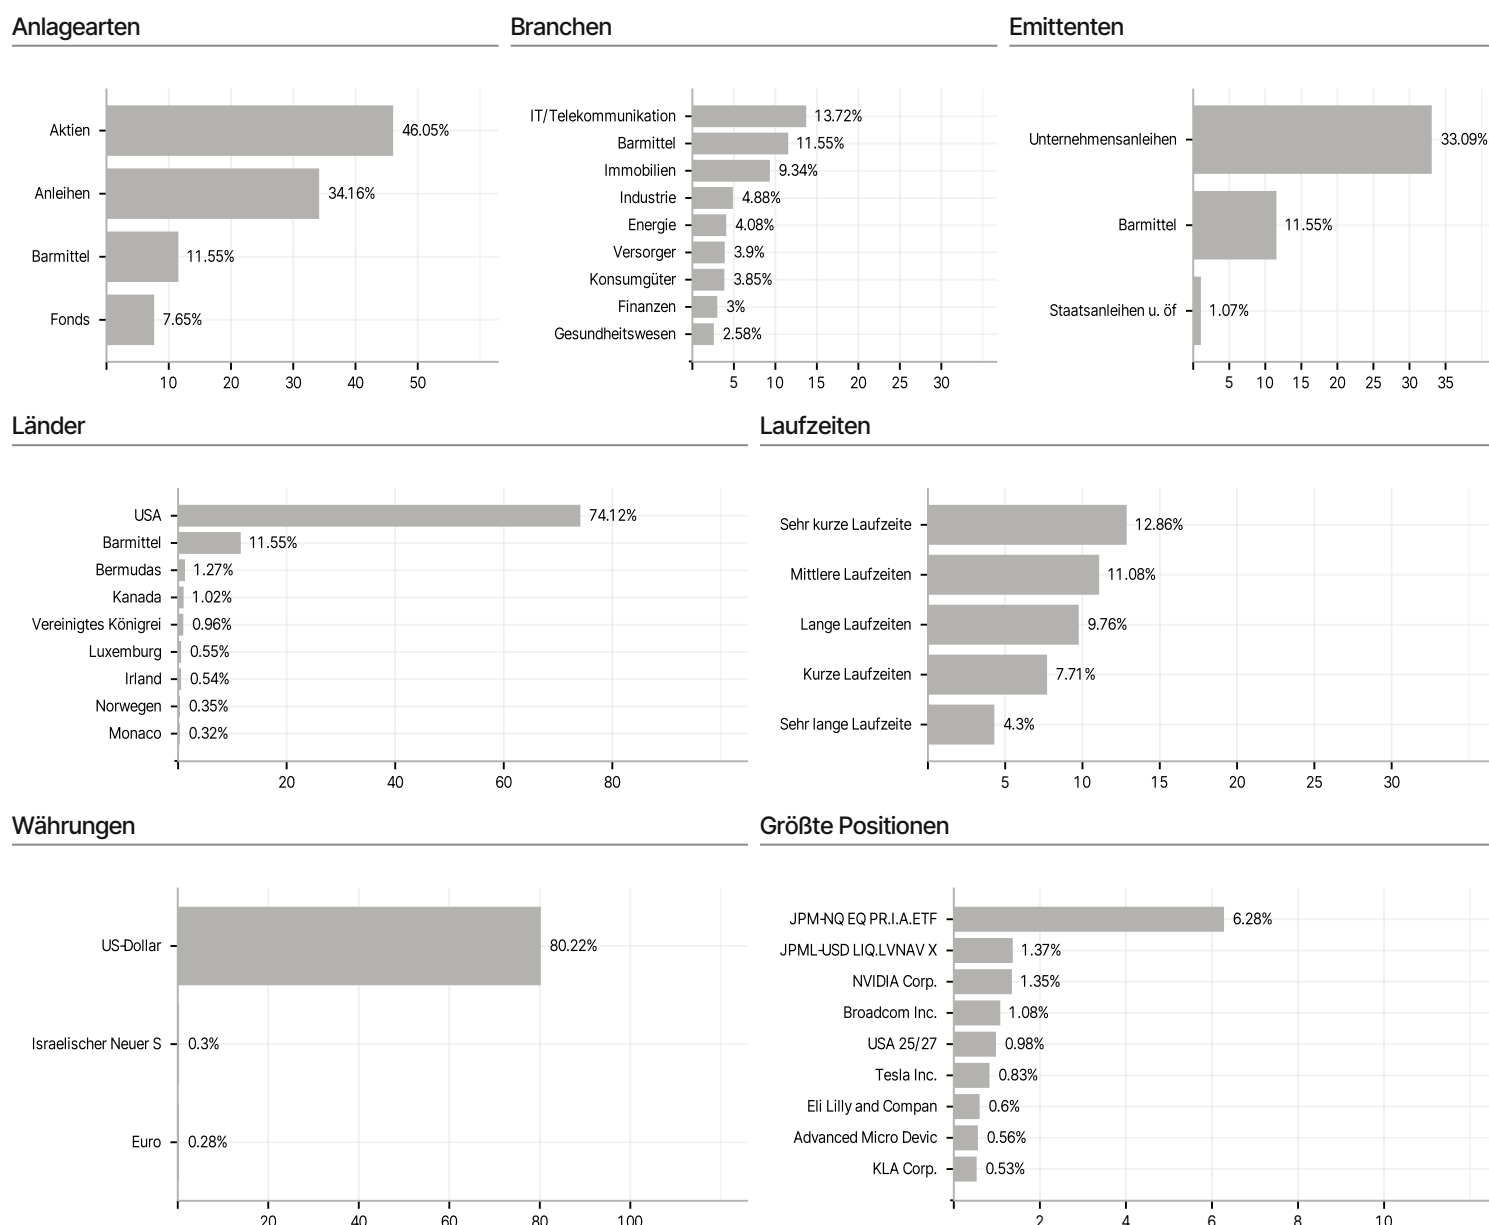 Anlagearten
Aktien 46.05%
Anleihen 34.16%
Barmittel 11.55%
Fonds 7.65%
10 20 30 40 50
Branchen
IT/Telekommunikation 13.72%
Barmittel 11.55%
Immobilien 9.34%
Industrie 4.88%
Energie 4.08%
Versorger 3.9%
Konsumgüter 3.85%
Finanzen 3%
Gesundheitswesen 2.58%
5 10 15 20 25 30
Emittenten
Unternehmensanleihen 33.09%
Barmittel 11.55%
Staatsanleihen u. öf 1.07%
5 10 15 20 25 30 35
Länder
USA 74.12%
Barmittel 11.55%
Bermudas 1.27%
Kanada 1.02%
Vereinigtes Königrei 0.96%
Luxemburg 0.55%
Irland 0.54%
Norwegen 0.35%
Monaco 0.32%
20 40 60 80
Laufzeiten
Sehr kurze Laufzeite 12.86%
Mittlere Laufzeiten 11.08%
Lange Laufzeiten 9.76%
Kurze Laufzeiten 7.71%
Sehr lange Laufzeite 4.3%
5 10 15 20 25 30
Währungen
US-Dollar 80.22%
Israelischer Neuer S 0.3%
Euro 0.28%
20 40 60 80 100
Größte Positionen
JPM-NQ EQ PR.I.A.ETF 6.28%
JPML-USD LIQ.LVNAV X 1.37%
NVIDIA Corp. 1.35%
Broadcom Inc. 1.08%
USA 25/27 0.98%
Tesla Inc. 0.83%
Eli Lilly and Compan 0.6%
Advanced Micro Devic 0.56%
KLA Corp. 0.53%
2 4 6 8 10